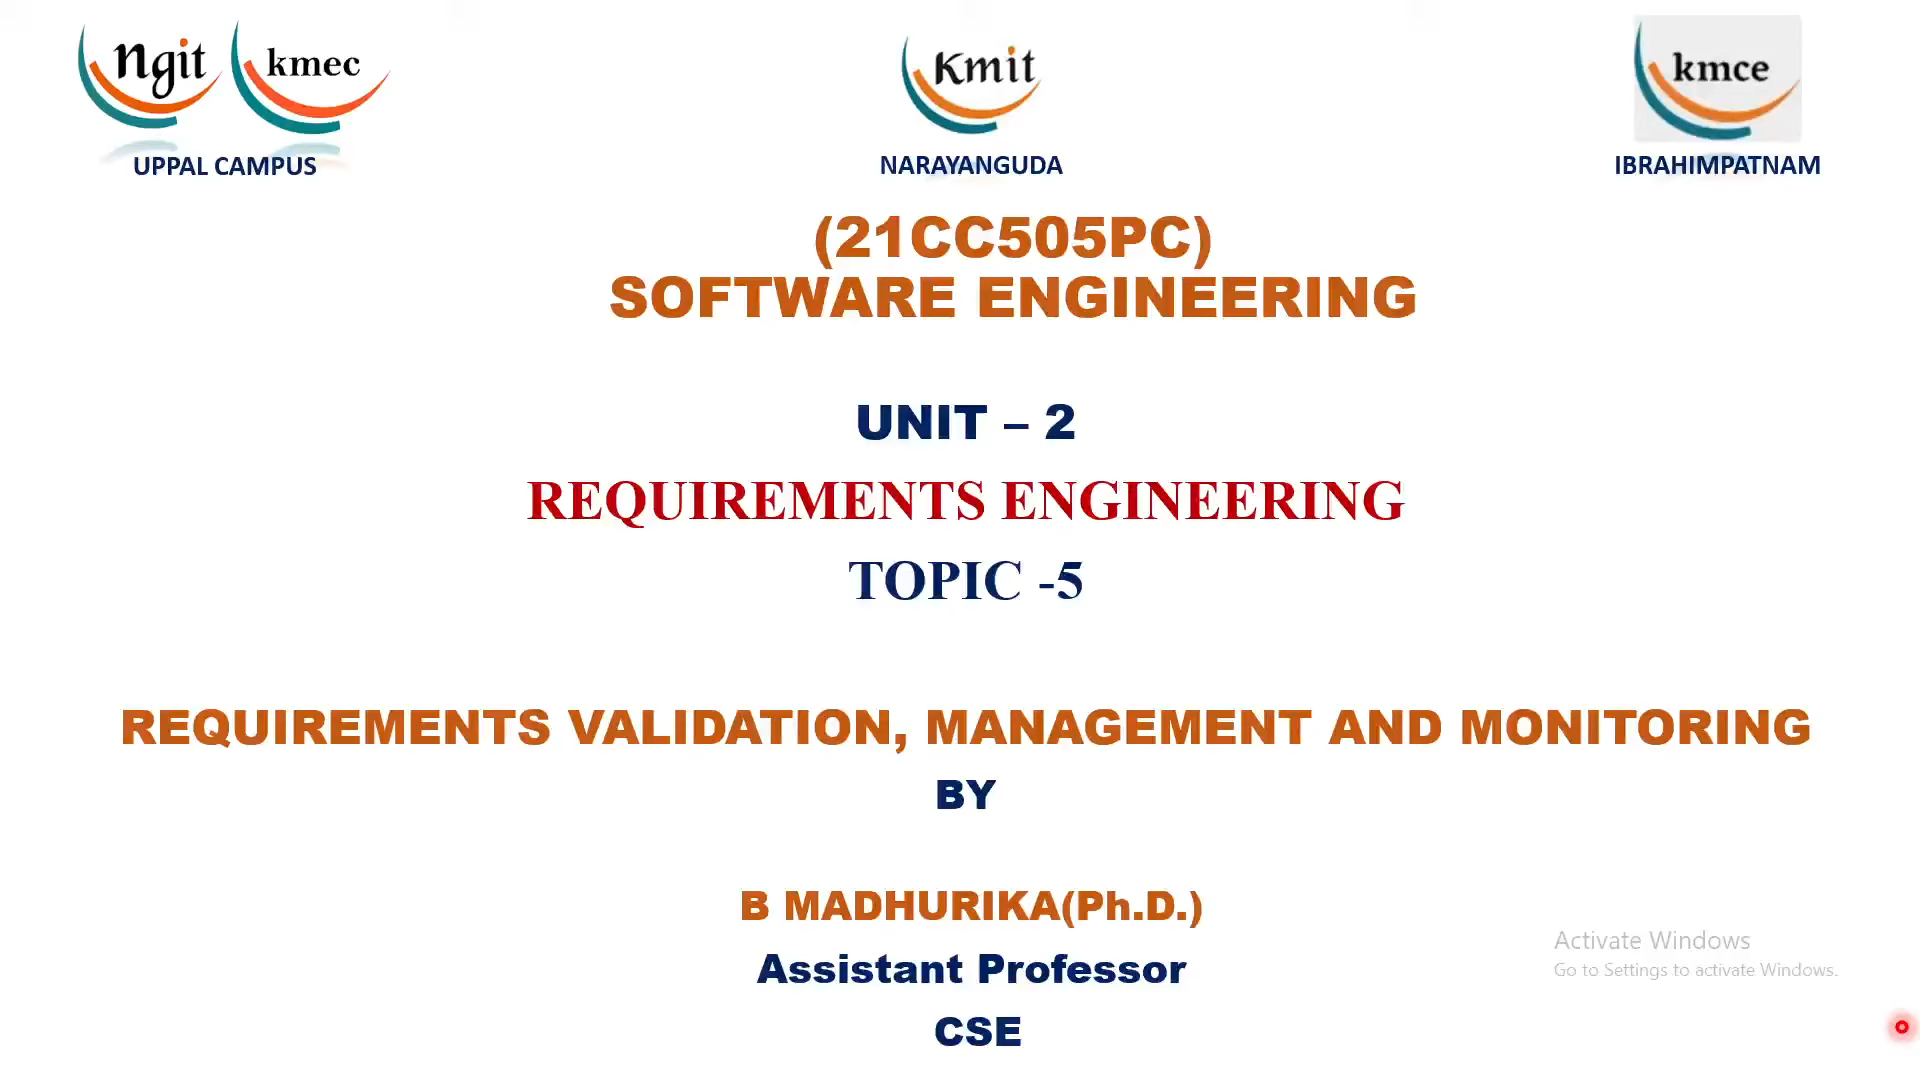 Ngit kmec Kmit kmce
UPPAL CAMPUS NARAYANGUDA IBRAHIMPATNAM
(21CC505PC)
SOFTWARE ENGINEERING
UNIT – 2
REQUIREMENTS ENGINEERING
TOPIC -5
REQUIREMENTS VALIDATION, MANAGEMENT AND MONITORING
BY
B MADHURIKA(Ph.D.)
Assistant Professor
CSE
Activate Windows
Go to Settings to activate Windows.